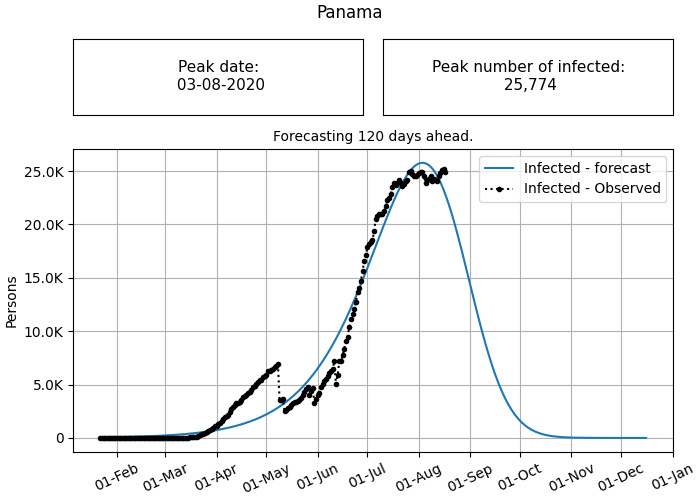 Panama
Peak date:
03-08-2020
Peak number of infected:
25,774
Forecasting 120 days ahead.
Infected - forecast
Infected - Observed
Persons
25.0K
20.0K
15.0K
10.0K
5.0K
0
01-Feb
01-Mar
01-Apr
01-May
01-Jun
01-Jul
01-Aug
01-Sep
01-Oct
01-Nov
01-Dec
01-Jan